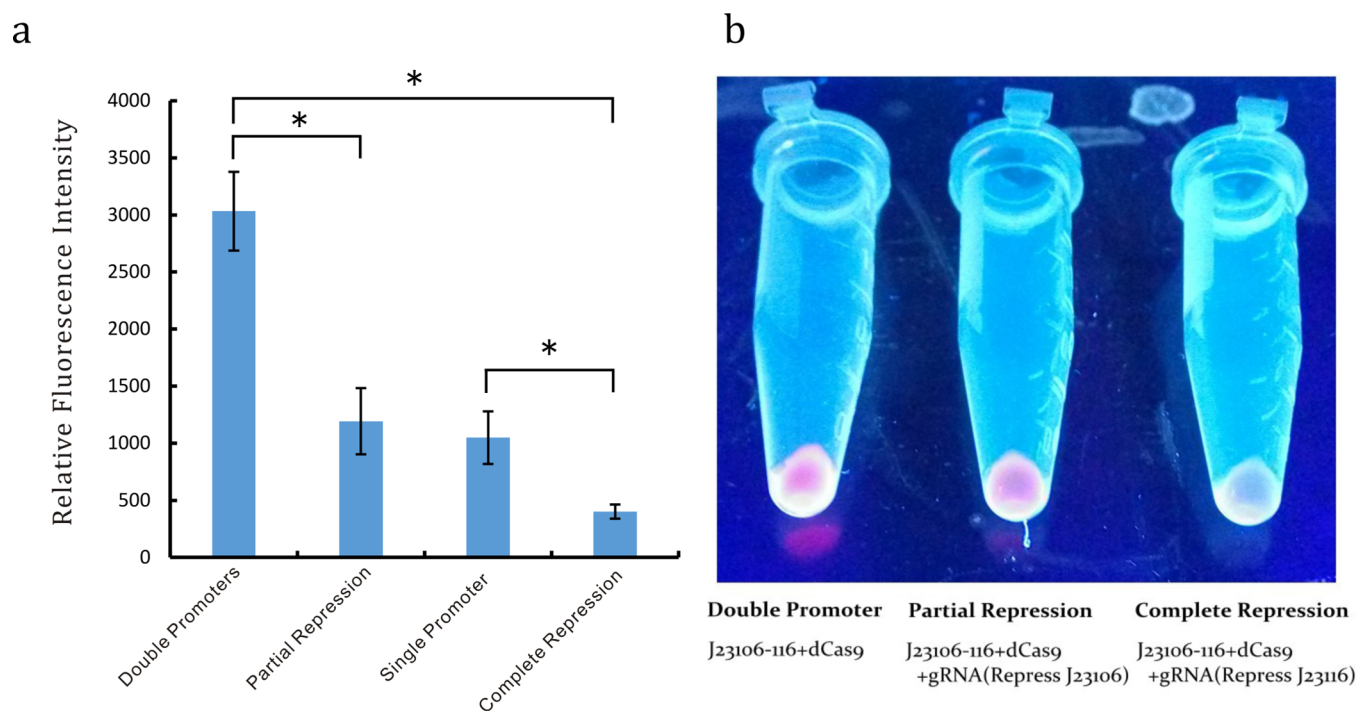 a
b
*
*
*
Relative Fluorescence Intensity
4000
3500
3000
2500
2000
1500
1000
500
0
Double Promoters
Partial Repression
Single Promoter
Complete Repression
Double Promoter
J23106-116+dCas9
Partial Repression
J23106-116+dCas9
+gRNA(Repress J23106)
Complete Repression
J23106-116+dCas9
+gRNA(Repress J23116)